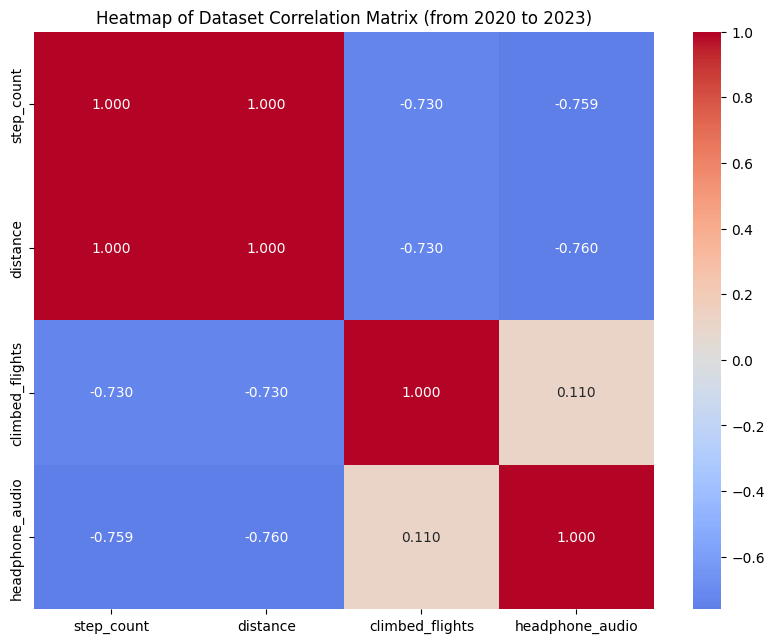 Heatmap of Dataset Correlation Matrix (from 2020 to 2023)
step_count
1.000 1.000 -0.730 -0.759
distance
1.000 1.000 -0.730 -0.760
climbed_flights
-0.730 -0.730 1.000 0.110
headphone_audio
-0.759 -0.760 0.110 1.000
step_count distance climbed_flights headphone_audio
1.0
0.8
0.6
0.4
0.2
0.0
−0.2
−0.4
−0.6